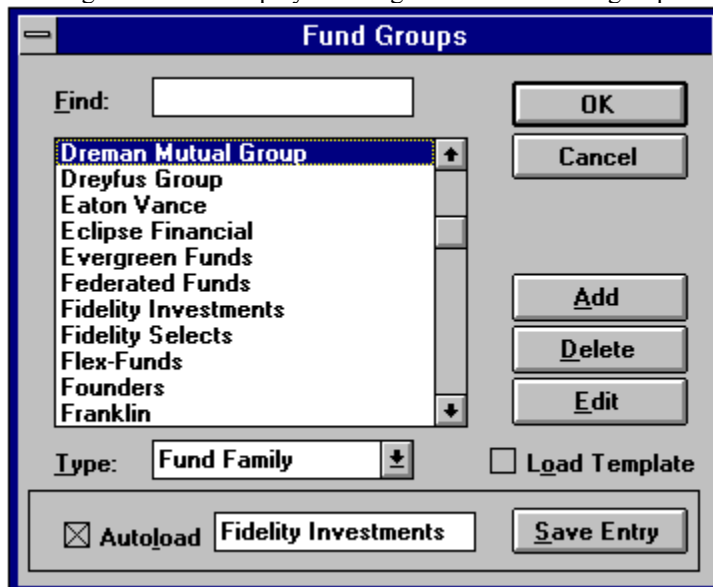 Fund Groups
Find:
OK
Cancel
Dreman Mutual Group
Dreyfus Group
Eaton Vance
Eclipse Financial
Evergreen Funds
Federated Funds
Fidelity Investments
Fidelity Selects
Flex-Funds
Founders
Franklin
Add
Delete
Edit
Type: Fund Family
Load Template
Autoload Fidelity Investments
Save Entry